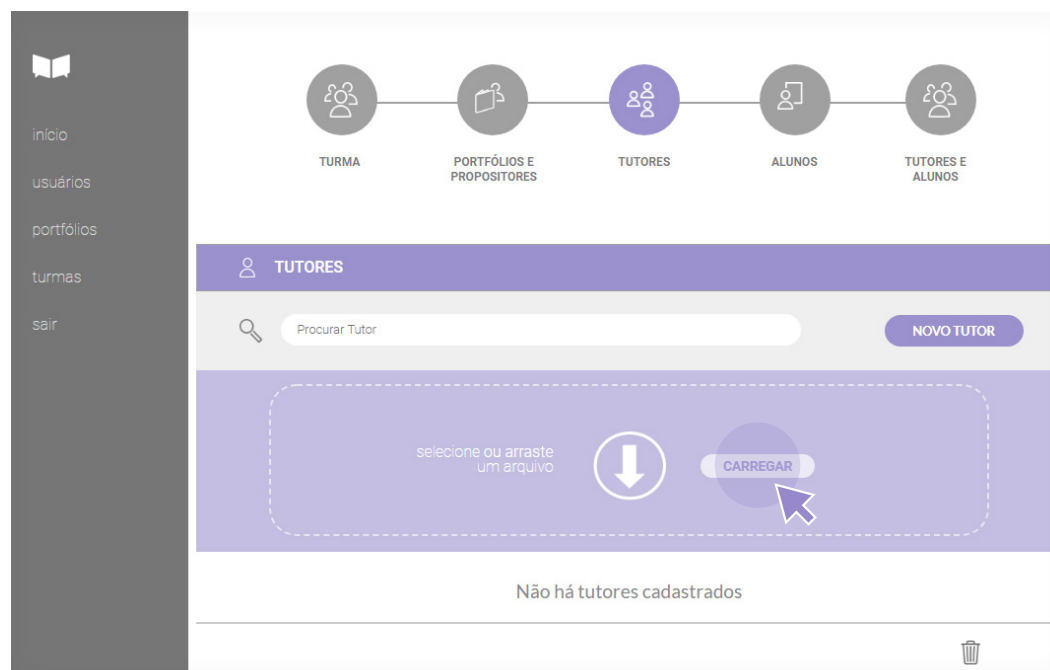 início
usuários
portfólios
turmas
sair
TURMA
PORTFÓLIOS E
PROPOSITORES
TUTORES
ALUNOS
TUTORES E
ALUNOS
TUTORES
Procurar Tutor
NOVO TUTOR
selecione ou arraste
um arquivo
CARREGAR
Não há tutores cadastrados